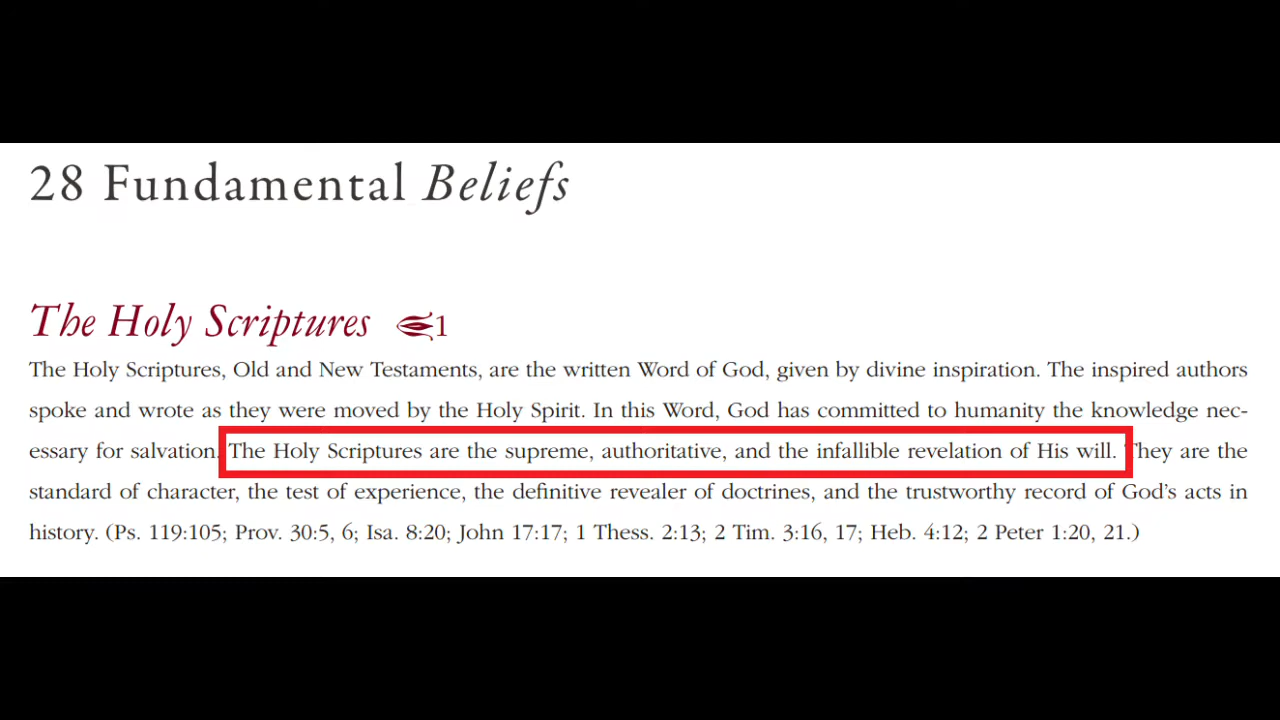 28 Fundamental Beliefs
The Holy Scriptures 1
The Holy Scriptures, Old and New Testaments, are the written Word of God, given by divine inspiration. The inspired authors
spoke and wrote as they were moved by the Holy Spirit. In this Word, God has committed to humanity the knowledge nec-
essary for salvation. The Holy Scriptures are the supreme, authoritative, and the infallible revelation of His will. They are the
standard of character, the test of experience, the definitive revealer of doctrines, and the trustworthy record of God's acts in
history. (Ps. 119:105; Prov. 30:5, 6; Isa. 8:20; John 17:17; 1 Thess. 2:13; 2 Tim. 3:16, 17; Heb. 4:12; 2 Peter 1:20, 21.)